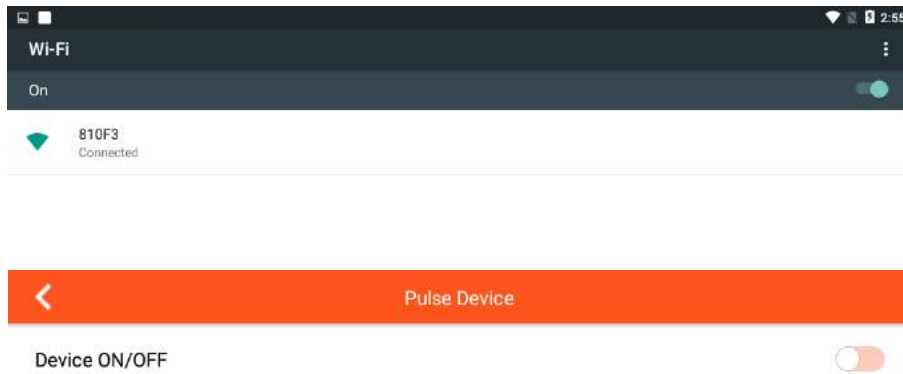 2:55
Wi-Fi
On
810F3
Connected
Pulse Device
Device ON/OFF